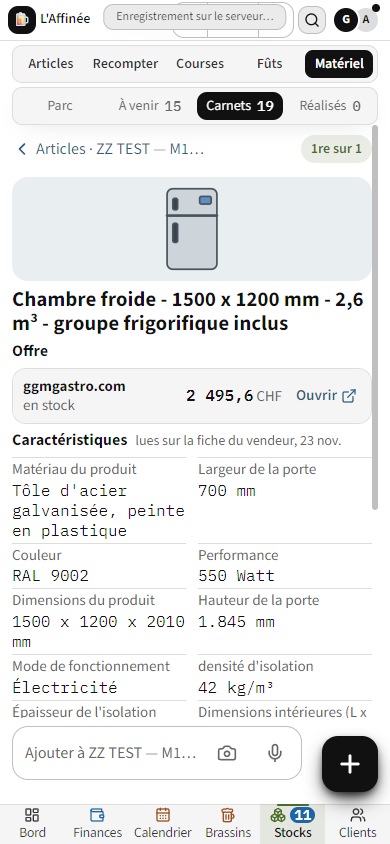 L'Affinée
Enregistrement sur le serveur…
G
A
Articles Recompter Courses Fûts Matériel
Parc À venir 15 Carnets 19 Réalisés 0
Articles · ZZ TEST — M1…
1re sur 1
Chambre froide - 1500 x 1200 mm - 2,6
m³ - groupe frigorifique inclus
Offre
ggmgastro.com
en stock
2 495,6 CHF
Ouvrir
Caractéristiques lues sur la fiche du vendeur, 23 nov.
Matériau du produit
Tôle d'acier
galvanisée, peinte
en plastique
Largeur de la porte
700 mm
Couleur
RAL 9002
Performance
550 Watt
Dimensions du produit
1500 x 1200 x 2010
mm
Hauteur de la porte
1.845 mm
Mode de fonctionnement
Électricité
densité d'isolation
42 kg/m³
Épaisseur de l'isolation
Dimensions intérieures (L x
Ajouter à ZZ TEST — M1…
Bord Finances Calendrier Brassins Stocks 11 Clients